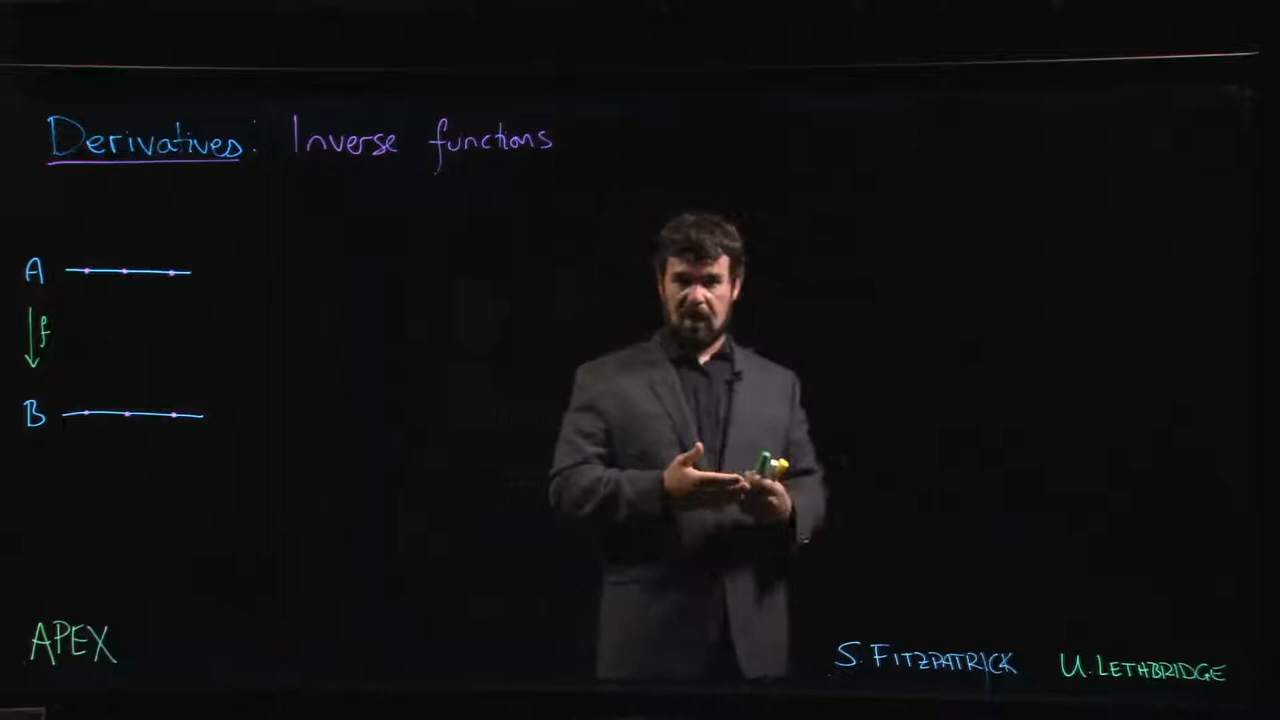 Derivatives: Inverse functions
A
f
B
APEX
S. FITZPATRICK U. LETHBRIDGE